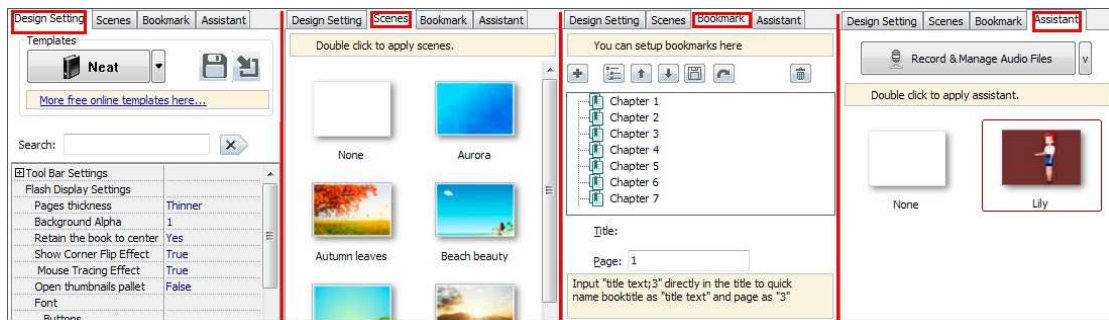 Design Setting Scenes Bookmark Assistant
Templates
Neat
More free online templates here...
Search:
Tool Bar Settings
Flash Display Settings
Pages thickness Thinner
Background Alpha 1
Retain the book to center Yes
Show Corner Flip Effect True
Mouse Tracing Effect True
Open thumbnails pallet False
Font
Buttons
Design Setting Scenes Bookmark Assistant
Double click to apply scenes.
None Aurora
Autumn leaves Beach beauty
Design Setting Scenes Bookmark Assistant
You can setup bookmarks here
Chapter 1
Chapter 2
Chapter 3
Chapter 4
Chapter 5
Chapter 6
Chapter 7
Title:
Page: 1
Input "title text;3" directly in the title to quick
name booktitle as "title text" and page as "3"
Design Setting Scenes Bookmark Assistant
Record & Manage Audio Files v
Double click to apply assistant.
None Lily